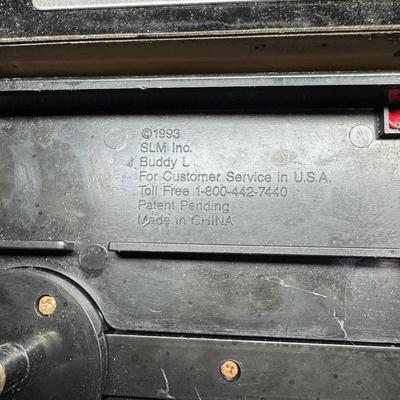 ©1993
SLM Inc.
Buddy L
For Customer Service in U.S.A.
Toll Free 1-800-442-7440
Patent Pending
Made in CHINA